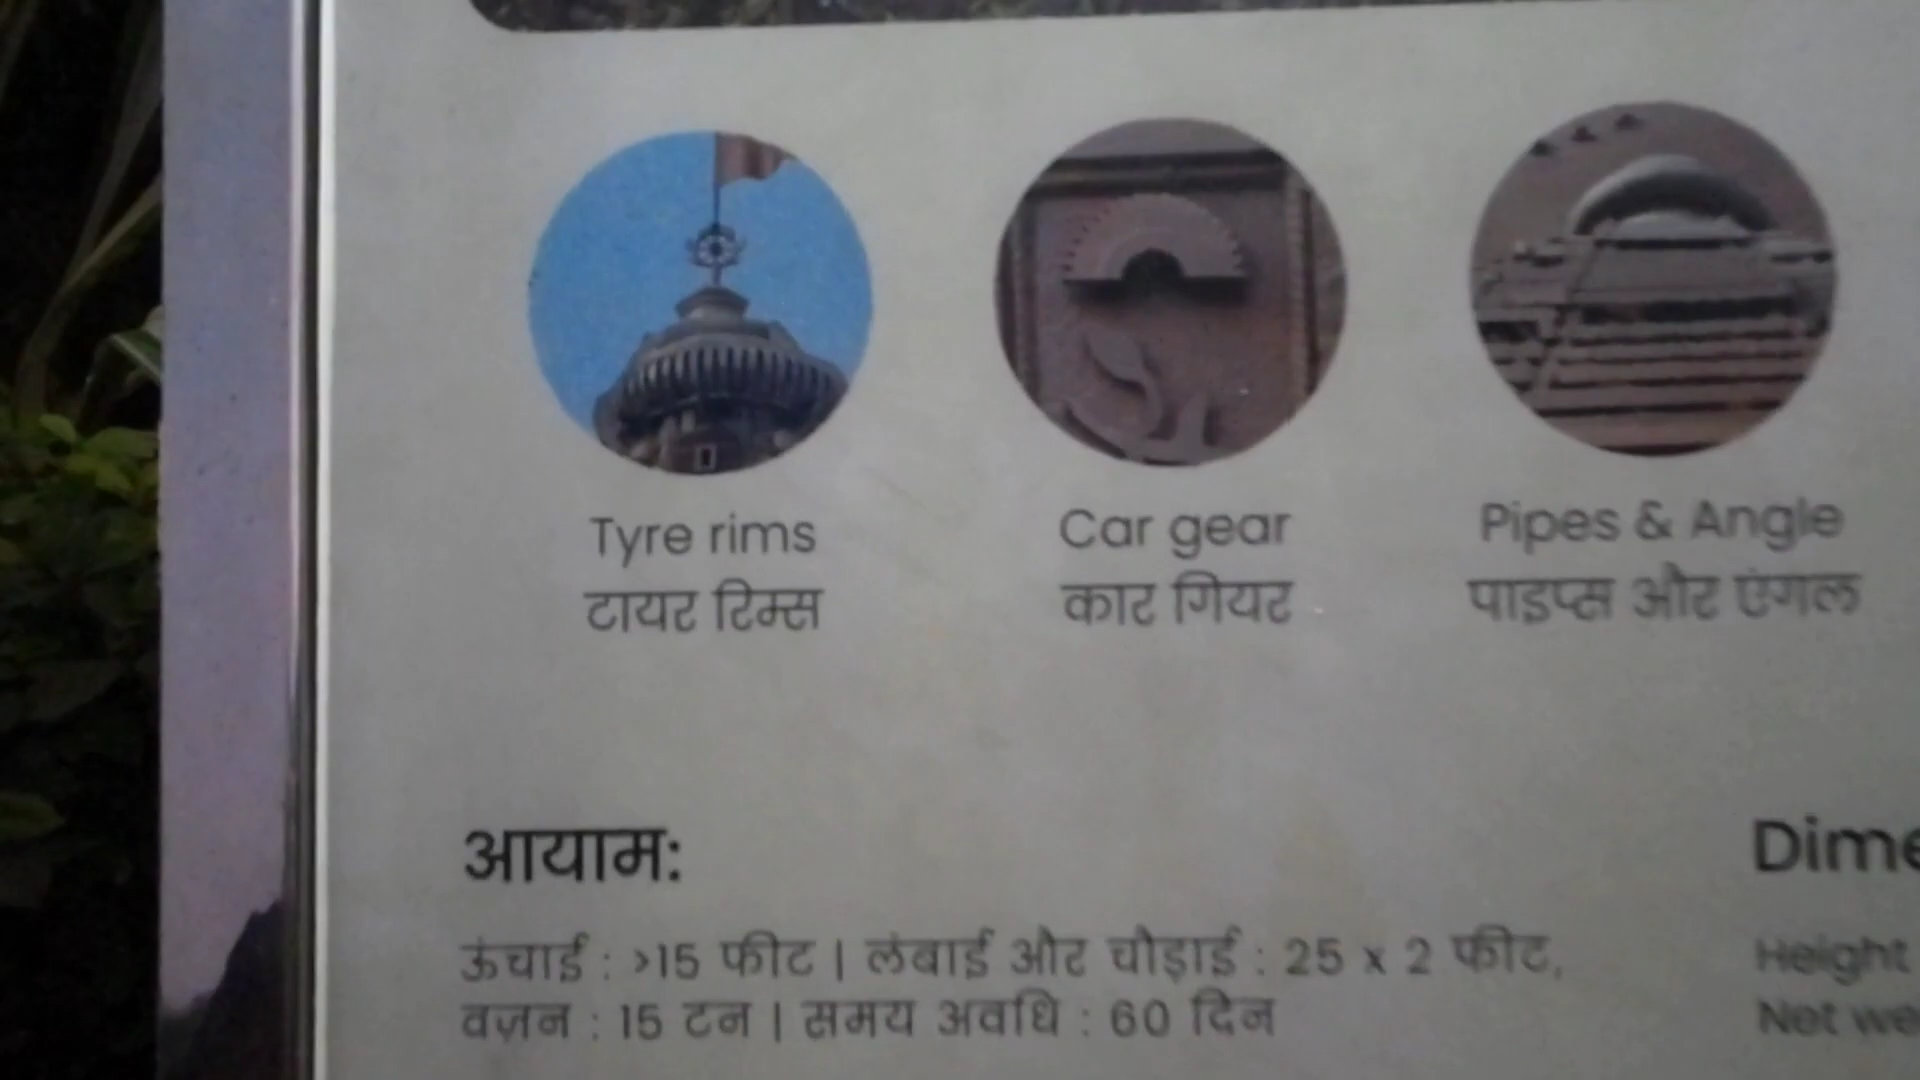 Tyre rims
टायर रिम्स
Car gear
कार गियर
Pipes & Angle
पाइप्स और एंगल
आयाम:
ऊंचाई : >15 फीट | लंबाई और चौड़ाई : 25 x 2 फीट,
वज़न : 15 टन | समय अवधि : 60 दिन
Height
Net